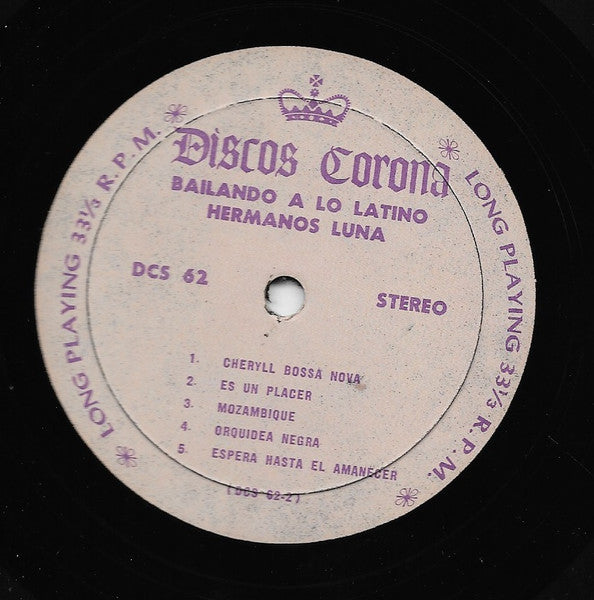 Discos Corona
BAILANDO A LO LATINO
HERMANOS LUNA
DCS 62
STEREO
1. CHERYLL BOSSA NOVA
2. ES UN PLACER
3. MOZAMBIQUE
4. ORQUIDEA NEGRA
5. ESPERA HASTA EL AMANECER
(DCS 62-2)
LONG PLAYING 33⅓ R.P.M.
LONG PLAYING 33⅓ R.P.M.